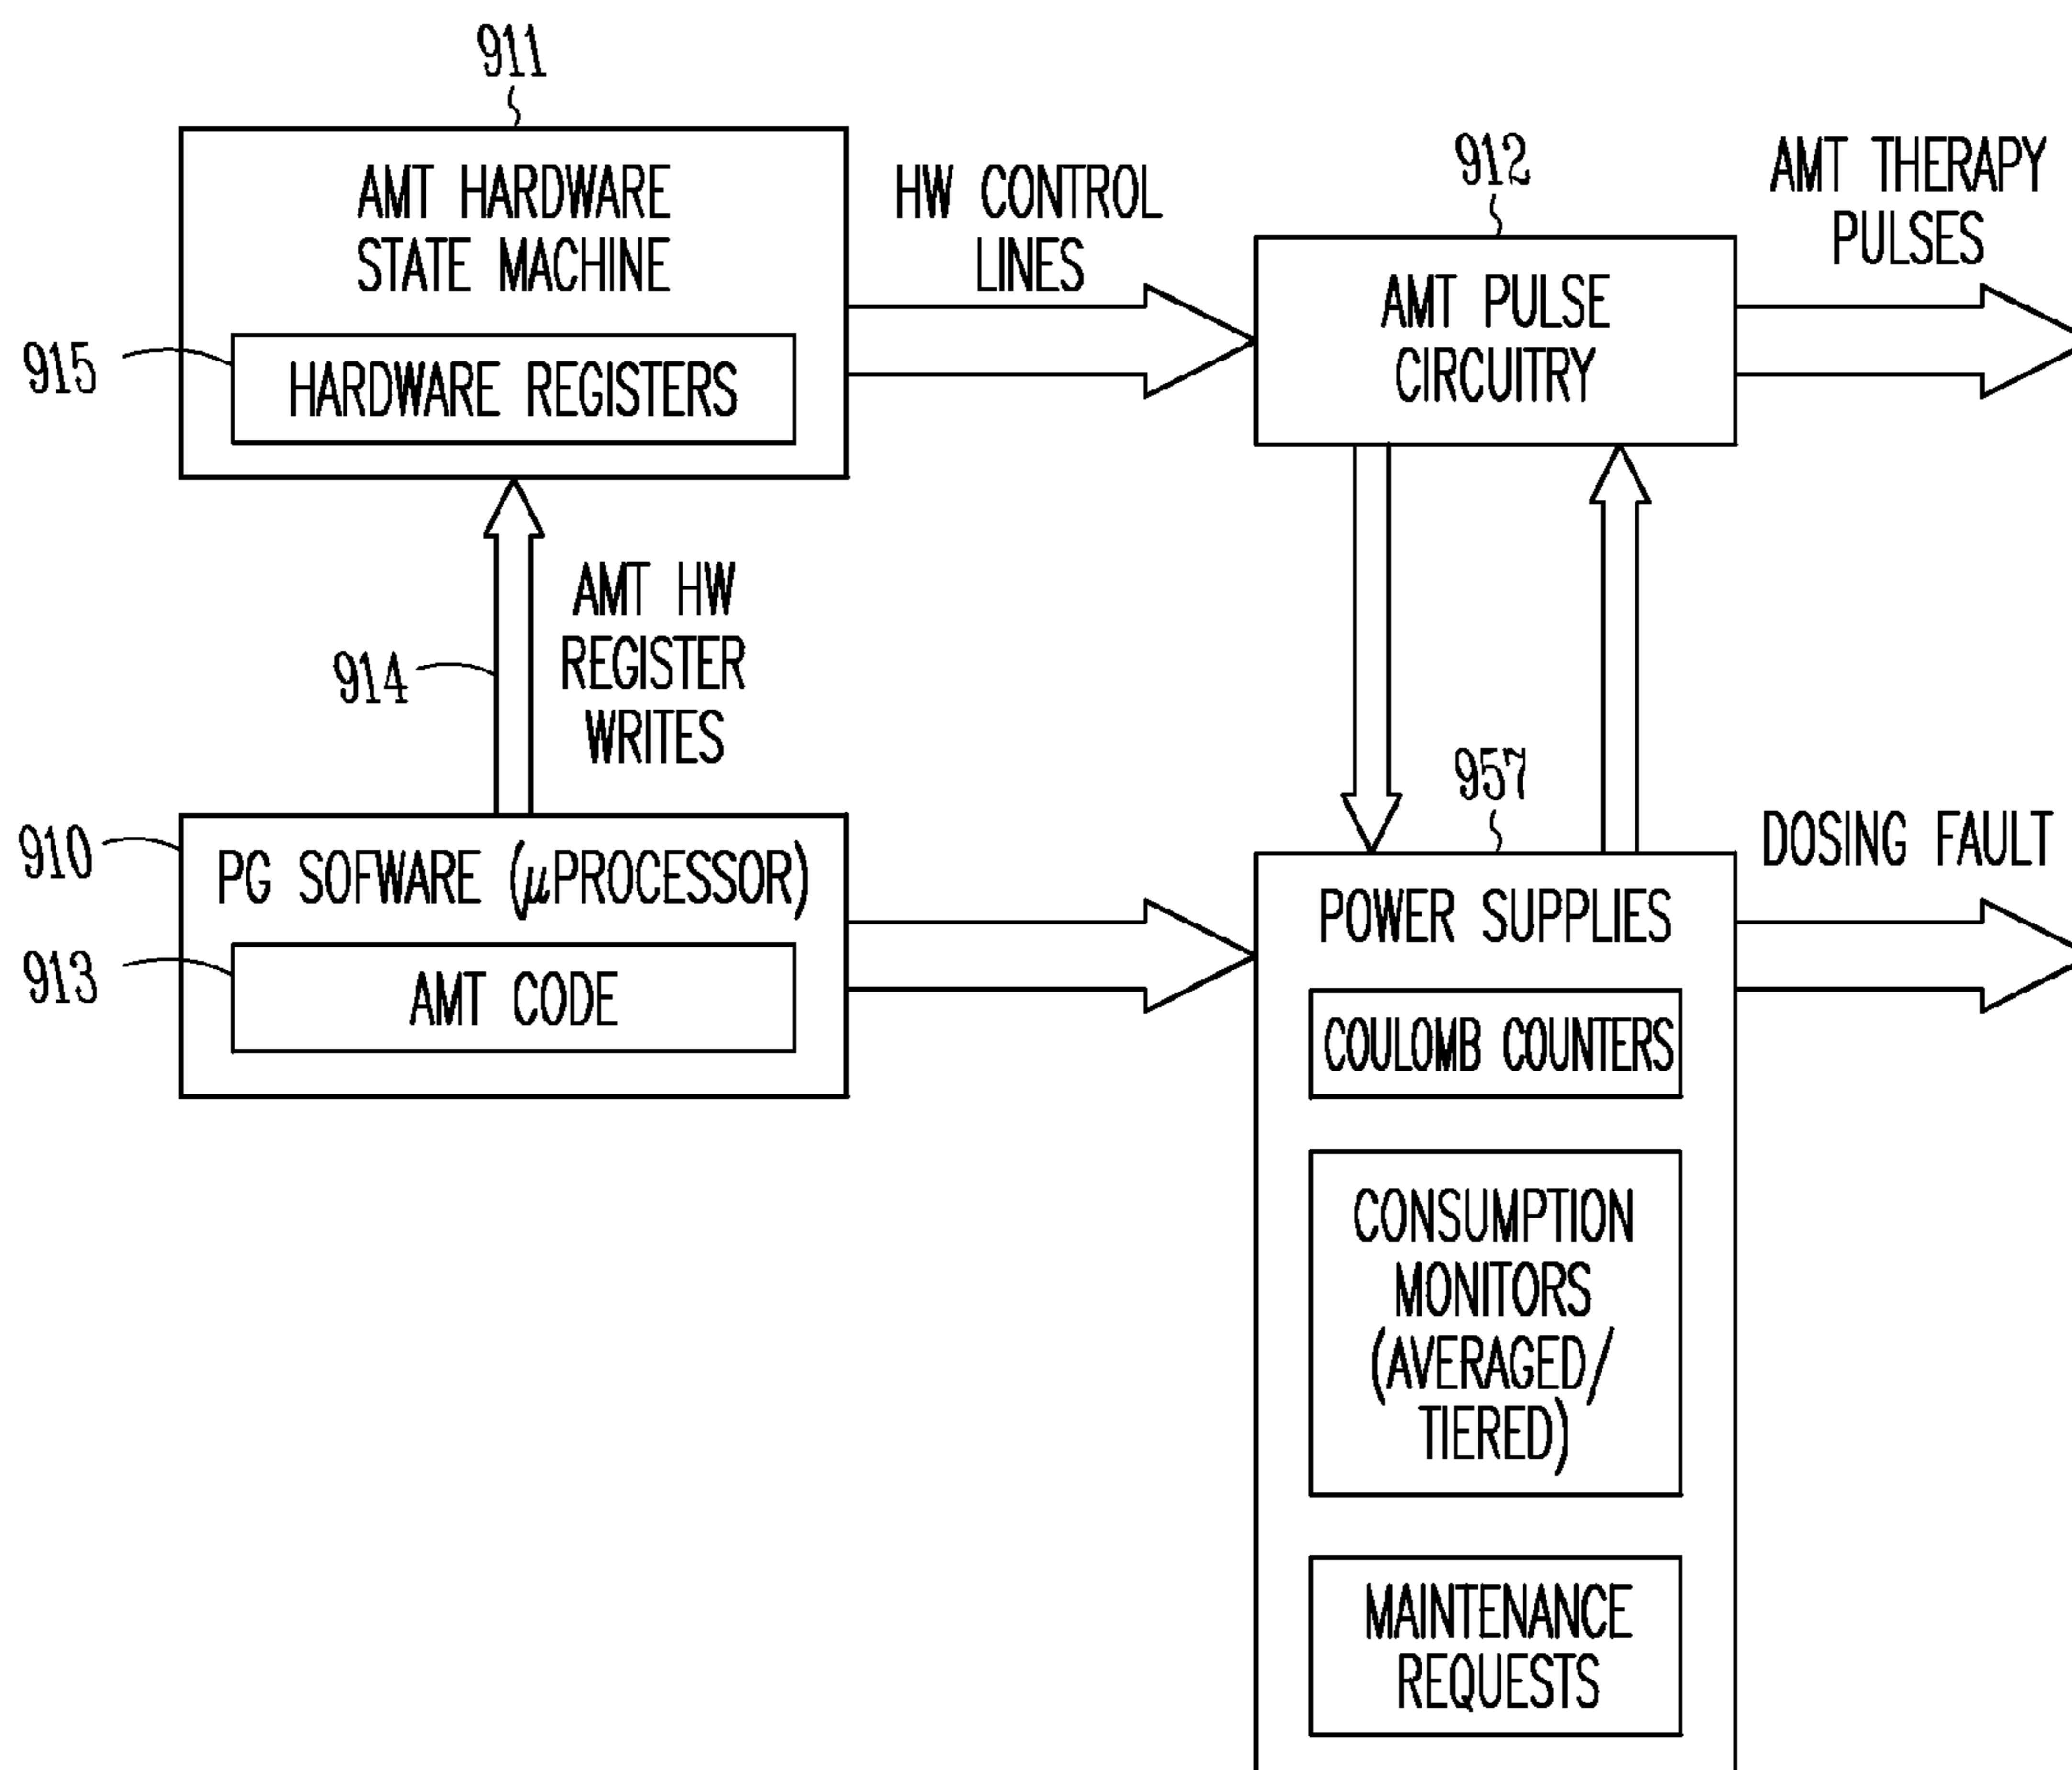 911
AMT HARDWARE
STATE MACHINE
915
HARDWARE REGISTERS
HW CONTROL
LINES
912
AMT PULSE
CIRCUITRY
AMT THERAPY
PULSES
914
AMT HW
REGISTER
WRITES
910
PG SOFWARE (μPROCESSOR)
913
AMT CODE
957
POWER SUPPLIES
COULOMB COUNTERS
CONSUMPTION
MONITORS
(AVERAGED/
TIERED)
MAINTENANCE
REQUESTS
DOSING FAULT